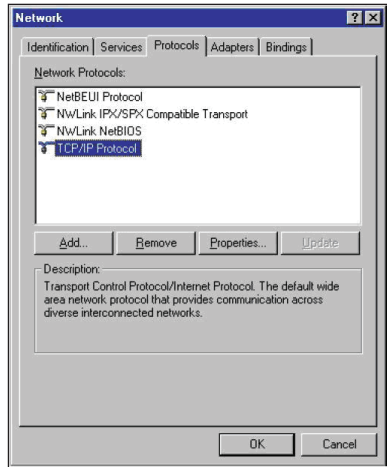 Network
Identification Services Protocols Adapters Bindings
Network Protocols:
NetBEUI Protocol
NWLink IPX/SPX Compatible Transport
NWLink NetBIOS
TCP/IP Protocol
Add... Remove Properties... Update
Description:
Transport Control Protocol/Internet Protocol. The default wide
area network protocol that provides communication across
diverse interconnected networks.
OK Cancel